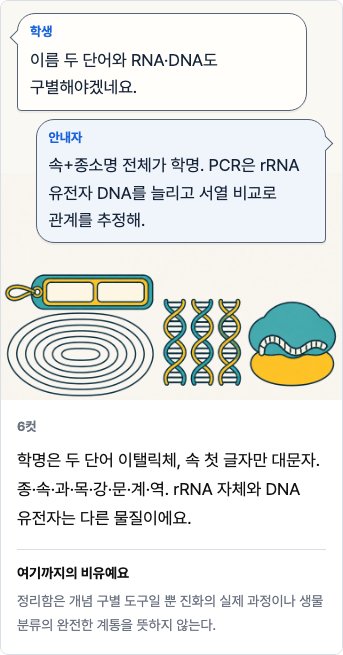 학생
이름 두 단어와 RNA·DNA도
구별해야겠네요.
안내자
속+종소명 전체가 학명. PCR은 rRNA
유전자 DNA를 늘리고 서열 비교로
관계를 추정해.
6컷
학명은 두 단어 이탤릭체, 속 첫 글자만 대문자.
종·속·과·목·강·문·계·역. rRNA 자체와 DNA
유전자는 다른 물질이에요.
여기까지의 비유예요
정리함은 개념 구별 도구일 뿐 진화의 실제 과정이나 생물
분류의 완전한 계통을 뜻하지 않는다.